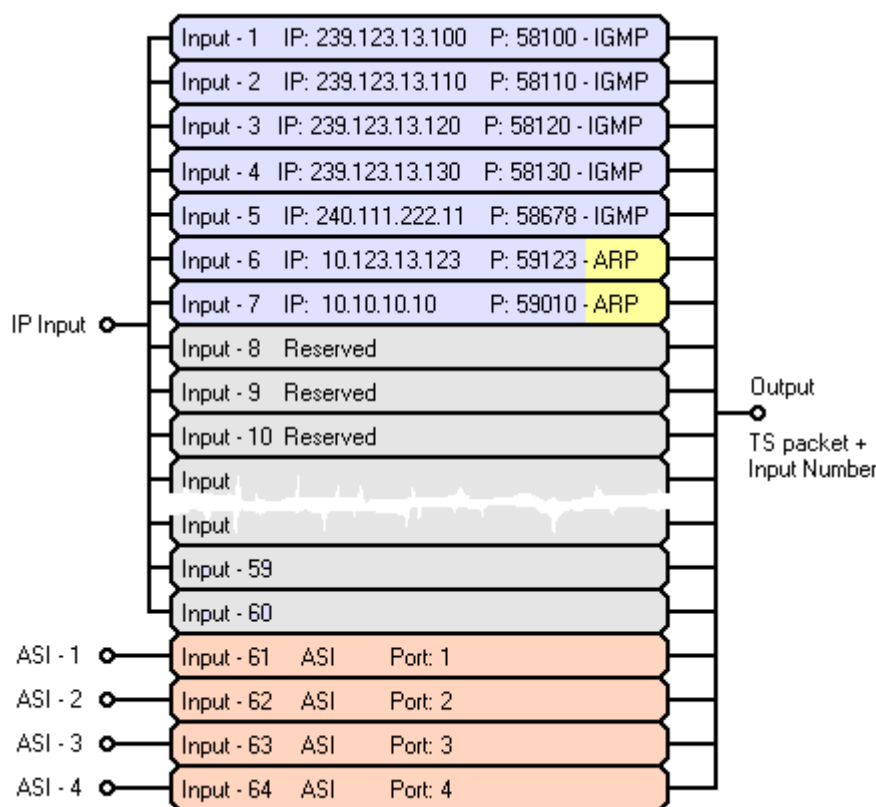 Input - 1 IP: 239.123.13.100 P: 58100 - IGMP
Input - 2 IP: 239.123.13.110 P: 58110 - IGMP
Input - 3 IP: 239.123.13.120 P: 58120 - IGMP
Input - 4 IP: 239.123.13.130 P: 58130 - IGMP
Input - 5 IP: 240.111.222.11 P: 58678 - IGMP
Input - 6 IP: 10.123.13.123 P: 59123 - ARP
Input - 7 IP: 10.10.10.10 P: 59010 - ARP
IP Input
Input - 8 Reserved
Input - 9 Reserved
Input - 10 Reserved
Input
Input
Input - 59
Input - 60
Output
TS packet +
Input Number
ASI - 1 Input - 61 ASI Port: 1
ASI - 2 Input - 62 ASI Port: 2
ASI - 3 Input - 63 ASI Port: 3
ASI - 4 Input - 64 ASI Port: 4